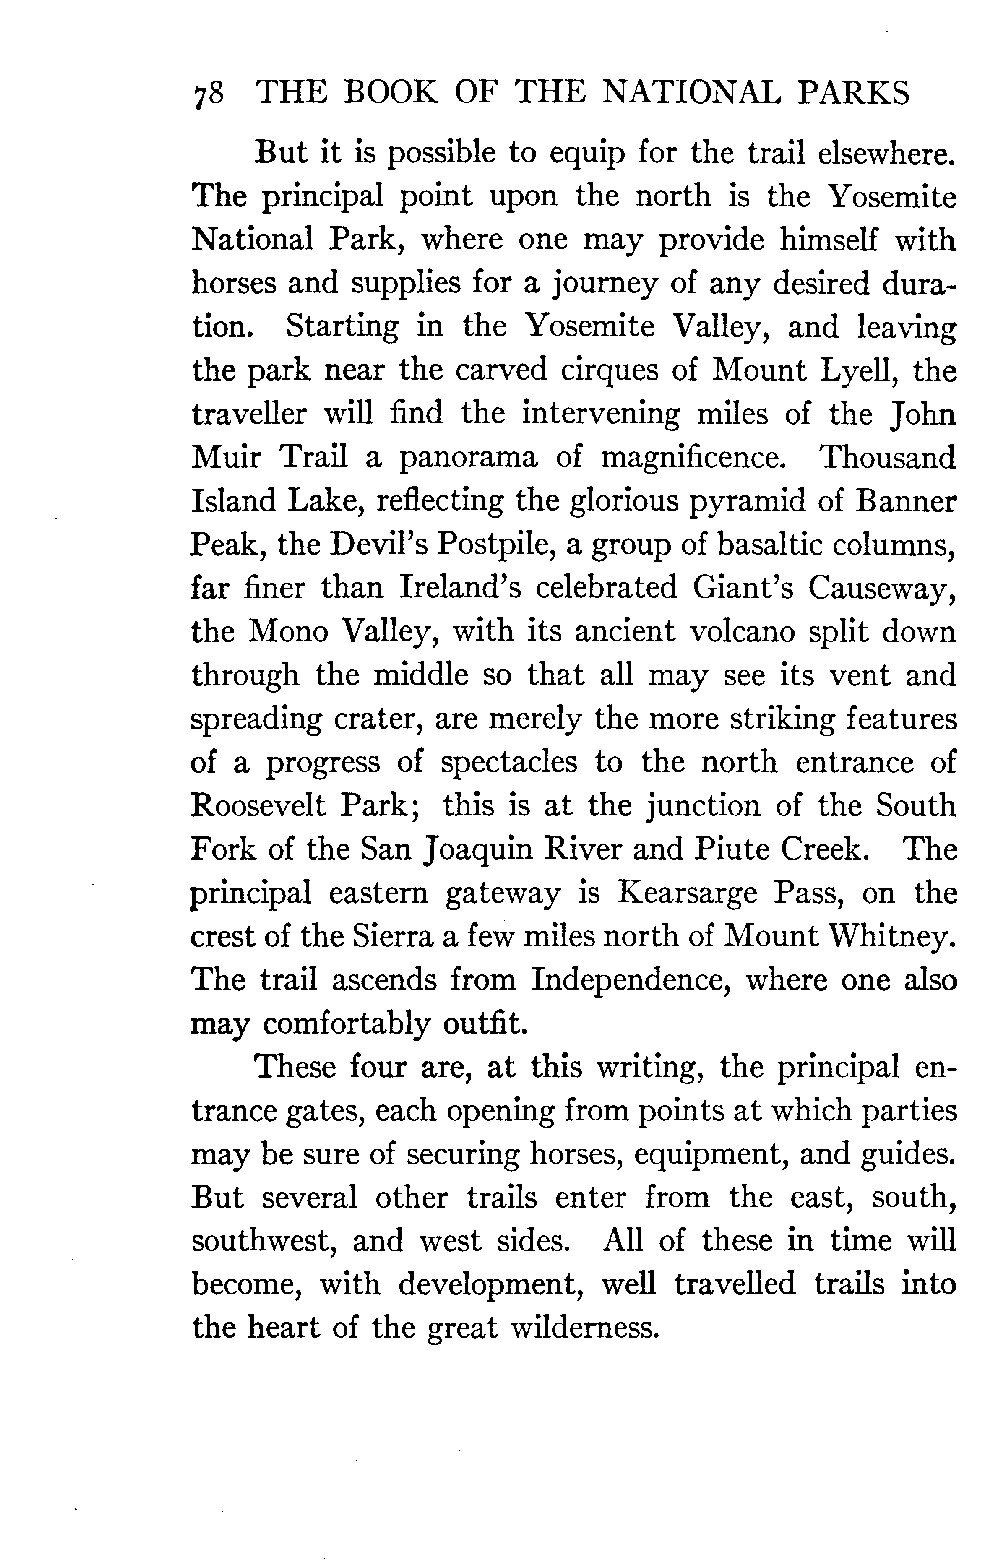 78 THE BOOK OF THE NATIONAL PARKS
But it is possible to equip for the trail elsewhere.
The principal point upon the north is the Yosemite
National Park, where one may provide himself with
horses and supplies for a journey of any desired dura-
tion. Starting in the Yosemite Valley, and leaving
the park near the carved cirques of Mount Lyell, the
traveller will find the intervening miles of the John
Muir Trail a panorama of magnificence. Thousand
Island Lake, reflecting the glorious pyramid of Banner
Peak, the Devil's Postpile, a group of basaltic columns,
far finer than Ireland's celebrated Giant's Causeway,
the Mono Valley, with its ancient volcano split down
through the middle so that all may see its vent and
spreading crater, are merely the more striking features
of a progress of spectacles to the north entrance of
Roosevelt Park; this is at the junction of the South
Fork of the San Joaquin River and Piute Creek. The
principal eastern gateway is Kearsarge Pass, on the
crest of the Sierra a few miles north of Mount Whitney.
The trail ascends from Independence, where one also
may comfortably outfit.
These four are, at this writing, the principal en-
trance gates, each opening from points at which parties
may be sure of securing horses, equipment, and guides.
But several other trails enter from the east, south,
southwest, and west sides. All of these in time will
become, with development, well travelled trails into
the heart of the great wilderness.